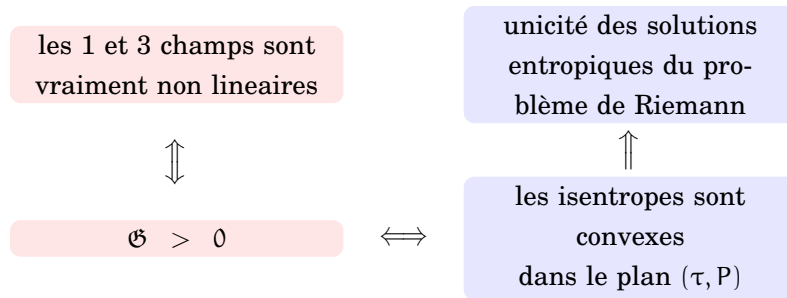 les 1 et 3 champs sont
vraiment non lineaires
unicité des solutions
entropiques du pro-
blème de Riemann
⇕
⇑
𝕲 > 0
⟺
les isentropes sont
convexes
dans le plan (τ, P)